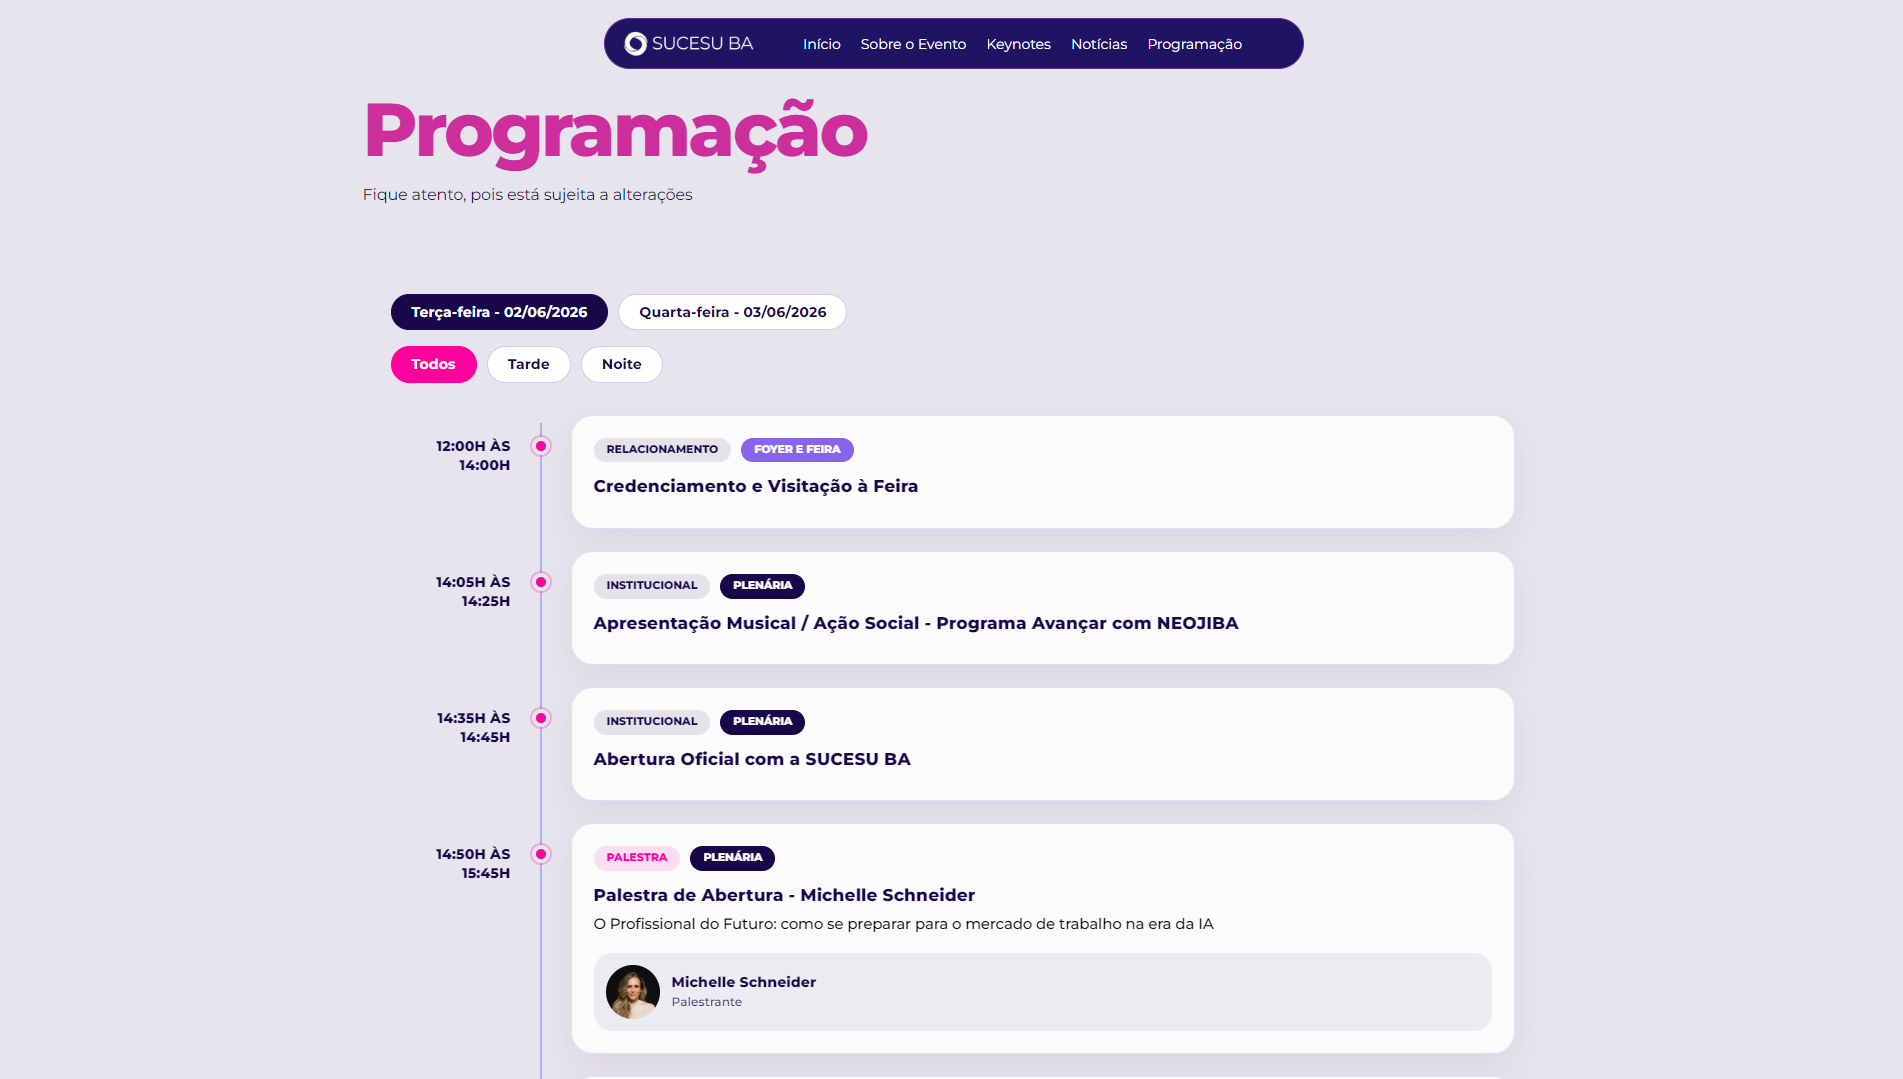 SUCESU BA
Início Sobre o Evento Keynotes Notícias Programação
Programação
Fique atento, pois está sujeita a alterações
Terça-feira - 02/06/2026 Quarta-feira - 03/06/2026
Todos Tarde Noite
12:00H ÀS
14:00H
RELACIONAMENTO FOYER E FEIRA
Credenciamento e Visitação à Feira
14:05H ÀS
14:25H
INSTITUCIONAL PLENÁRIA
Apresentação Musical / Ação Social - Programa Avançar com NEOJIBA
14:35H ÀS
14:45H
INSTITUCIONAL PLENÁRIA
Abertura Oficial com a SUCESU BA
14:50H ÀS
15:45H
PALESTRA PLENÁRIA
Palestra de Abertura - Michelle Schneider
O Profissional do Futuro: como se preparar para o mercado de trabalho na era da IA
Michelle Schneider
Palestrante